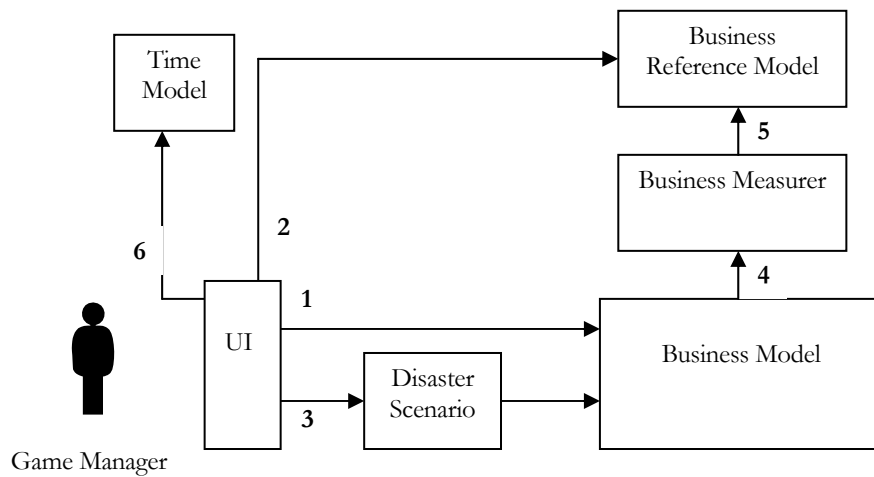 Time
Model
Business
Reference Model
5
Business Measurer
2
6
4
1
UI
Business Model
Disaster
Scenario
3
Game Manager